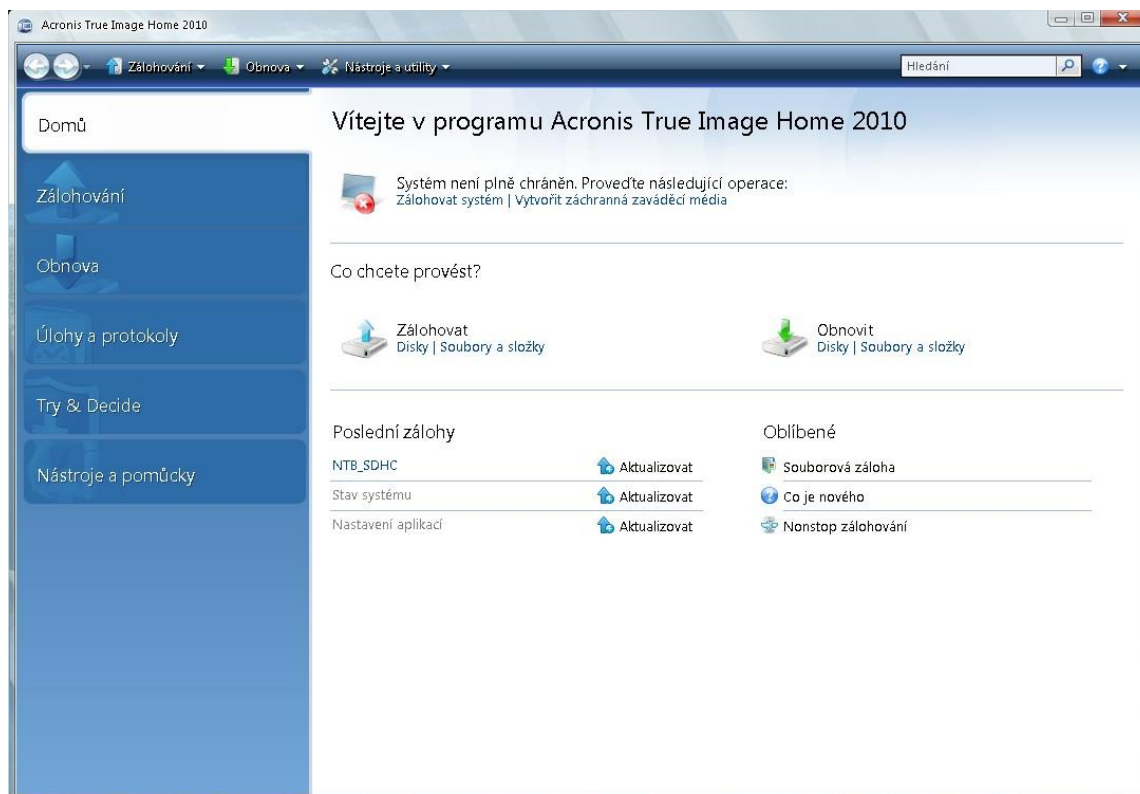 Acronis True Image Home 2010
Zálohování Obnova Nástroje a utility Hledání
Domů
Zálohování
Obnova
Úlohy a protokoly
Try & Decide
Nástroje a pomůcky
Vítejte v programu Acronis True Image Home 2010
Systém není plně chráněn. Proveďte následující operace:
Zálohovat systém | Vytvořit záchranná zaváděcí média
Co chcete provést?
Zálohovat
Disky | Soubory a složky
Obnovit
Disky | Soubory a složky
Poslední zálohy
NTB_SDHC Aktualizovat
Stav systému Aktualizovat
Nastavení aplikací Aktualizovat
Oblíbené
Souborová záloha
Co je nového
Nonstop zálohování